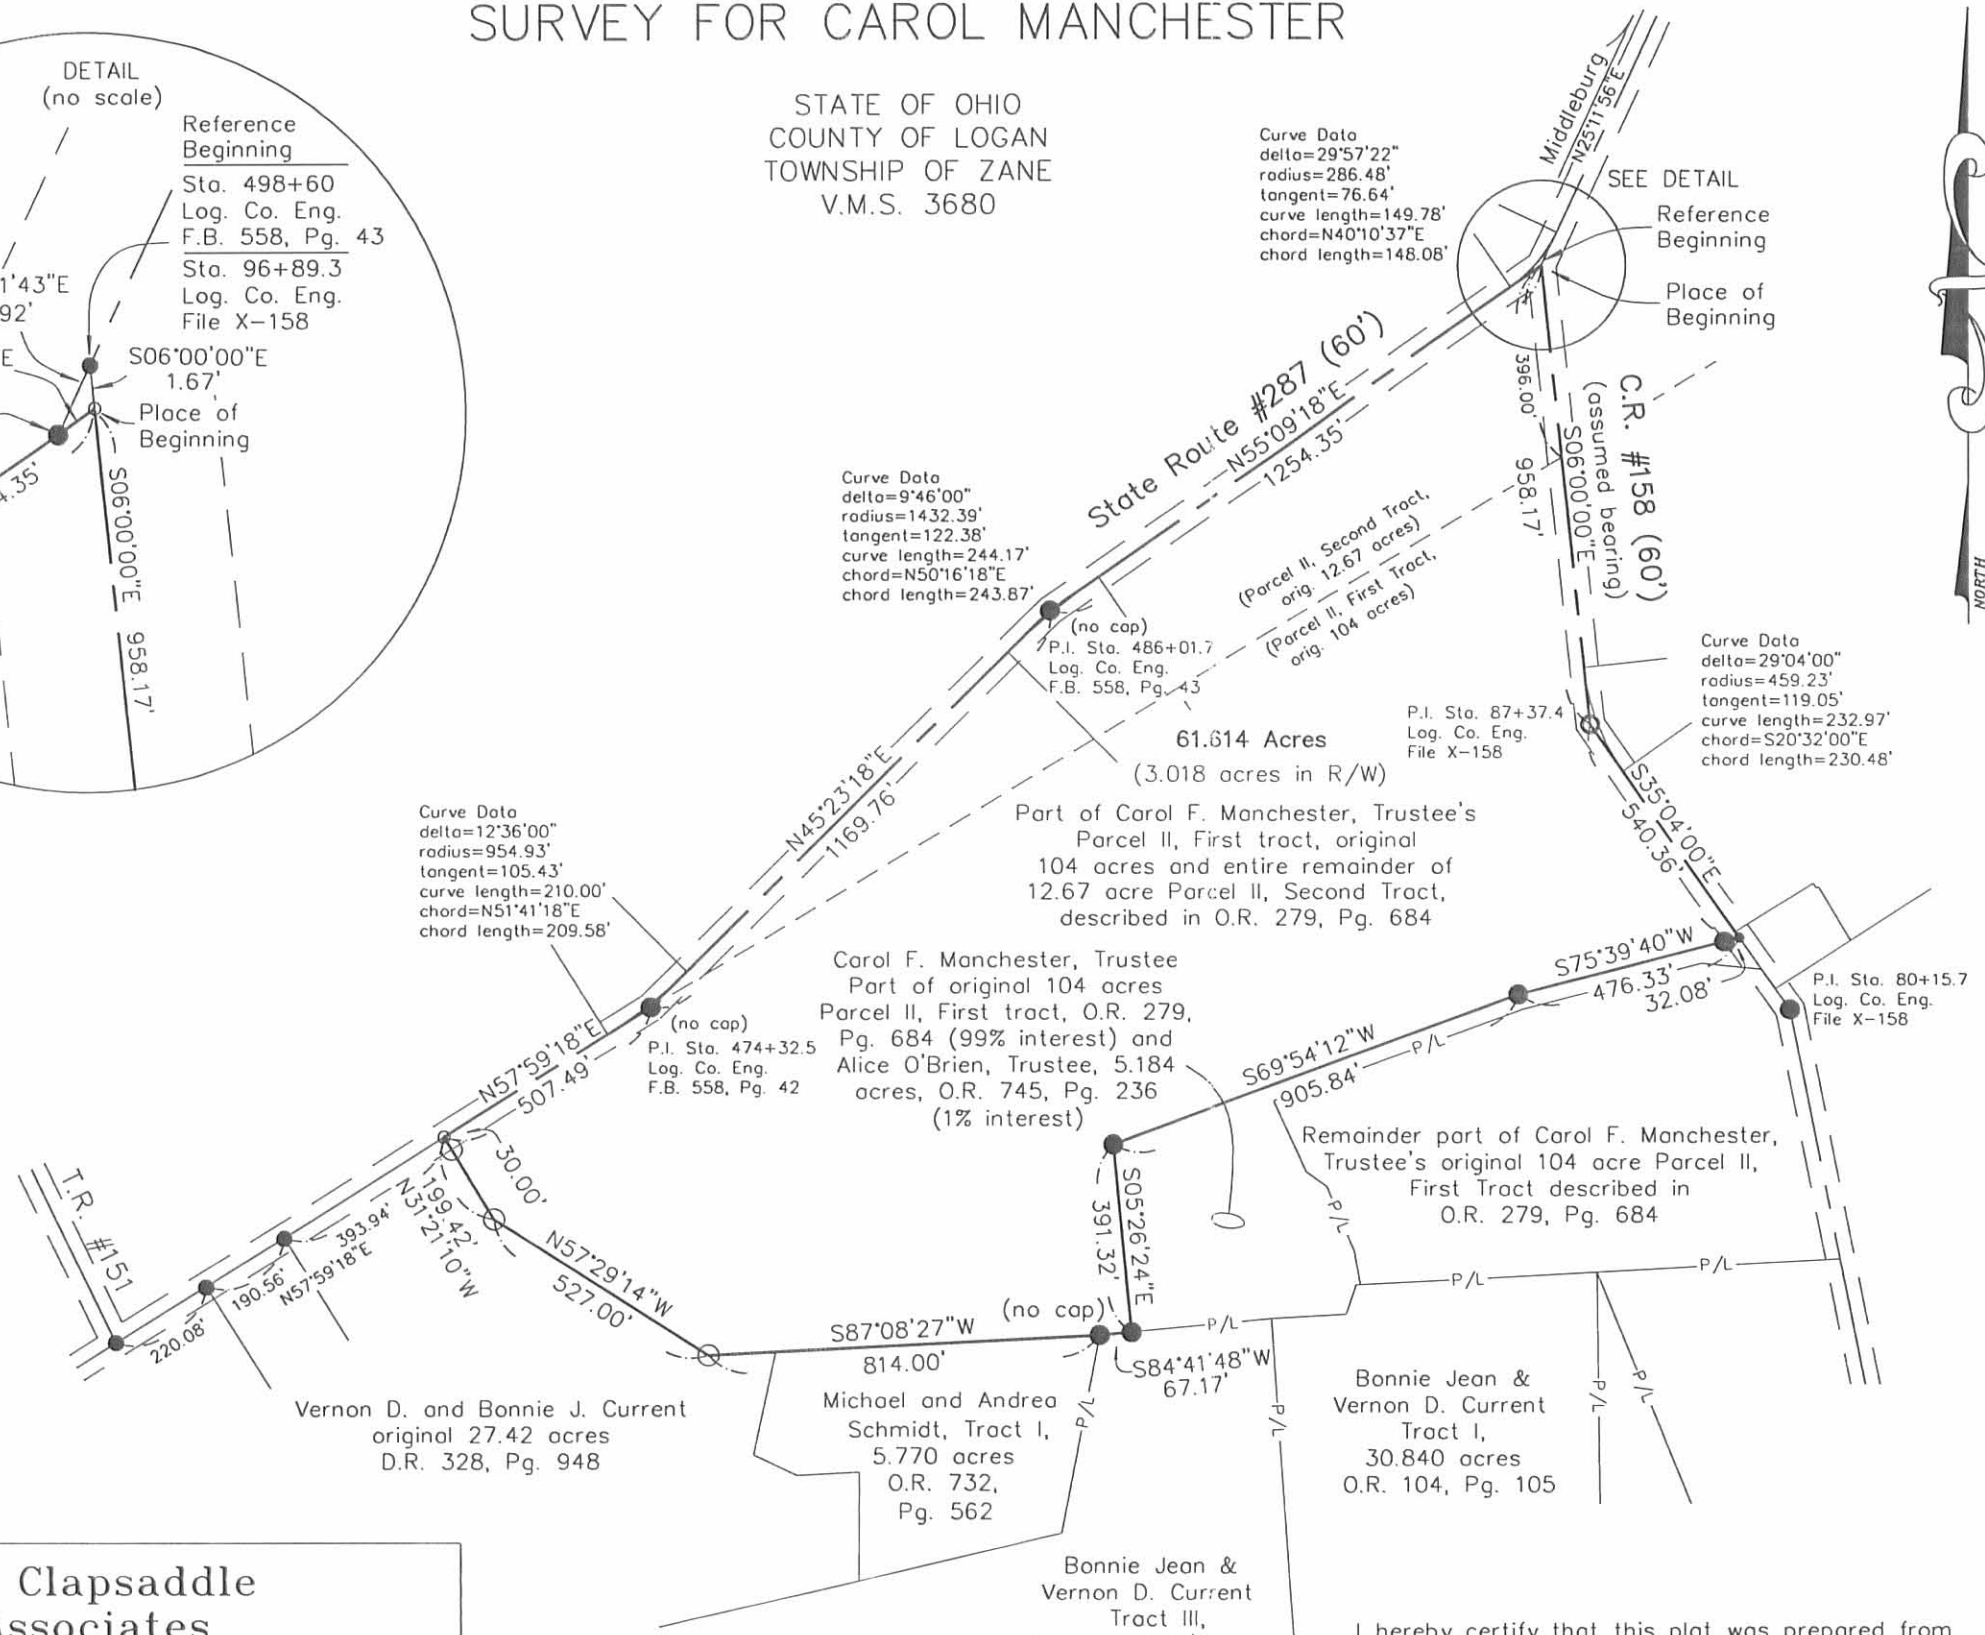 SURVEY FOR CAROL MANCHESTER
STATE OF OHIO
COUNTY OF LOGAN
TOWNSHIP OF ZANE
V.M.S. 3680
DETAIL
(no scale)
Reference
Beginning
Sta. 498+60
Log. Co. Eng.
F.B. 558, Pg. 43
Sta. 96+89.3
Log. Co. Eng.
File X-158
1'43"E
92'
E
S06°00'00"E
1.67'
Place of
Beginning
4.35'
S06°00'00"E 958.17'
Curve Data
delta=29°57'22"
radius=286.48'
tangent=76.64'
curve length=149.78'
chord=N40°10'37"E
chord length=148.08'
Middleburg
N25°11'56"E
SEE DETAIL
Reference
Beginning
Place of
Beginning
State Route #287 (60')
N55°09'18"E
1254.35'
396.00'
958.17'
S06°00'00"E
(assumed bearing)
C.R. #158 (60')
NORTH
Curve Data
delta=9°46'00"
radius=1432.39'
tangent=122.38'
curve length=244.17'
chord=N50°16'18"E
chord length=243.87'
(Parcel II, Second Tract,
orig. 12.67 acres)
(Parcel II, First Tract,
orig. 104 acres)
(no cap)
P.I. Sta. 486+01.7
Log. Co. Eng.
F.B. 558, Pg. 43
Curve Data
delta=29°04'00"
radius=459.23'
tangent=119.05'
curve length=232.97'
chord=S20°32'00"E
chord length=230.48'
P.I. Sta. 87+37.4
Log. Co. Eng.
File X-158
61.614 Acres
(3.018 acres in R/W)
Part of Carol F. Manchester, Trustee's
Parcel II, First tract, original
104 acres and entire remainder of
12.67 acre Parcel II, Second Tract,
described in O.R. 279, Pg. 684
N45°23'18"E
1169.76'
S35°04'00"E
540.36'
Curve Data
delta=12°36'00"
radius=954.93'
tangent=105.43'
curve length=210.00'
chord=N51°41'18"E
chord length=209.58'
Carol F. Manchester, Trustee
Part of original 104 acres
Parcel II, First tract, O.R. 279,
Pg. 684 (99% interest) and
Alice O'Brien, Trustee, 5.184
acres, O.R. 745, Pg. 236
(1% interest)
S75°39'40"W
476.33'
32.08'
P.I. Sta. 80+15.7
Log. Co. Eng.
File X-158
(no cap)
P.I. Sta. 474+32.5
Log. Co. Eng.
F.B. 558, Pg. 42
N57°59'18"E
507.49'
S69°54'12"W
905.84'
P/L
Remainder part of Carol F. Manchester,
Trustee's original 104 acre Parcel II,
First Tract described in
O.R. 279, Pg. 684
P/L
30.00'
199.42'
N31°21'10"W
T.R. #151
393.94'
N57°59'18"E
190.56'
220.08'
N57°29'14"W
527.00'
S05°26'24"E
391.32'
(no cap)
S87°08'27"W
814.00'
S84°41'48"W
67.17'
P/L
P/L
P/L
P/L
P/L
P/L
P/L
Vernon D. and Bonnie J. Current
original 27.42 acres
D.R. 328, Pg. 948
Michael and Andrea
Schmidt, Tract I,
5.770 acres
O.R. 732,
Pg. 562
Bonnie Jean &
Vernon D. Current
Tract I,
30.840 acres
O.R. 104, Pg. 105
Bonnie Jean &
Vernon D. Current
Tract III,
Clapsaddle
Associates
I hereby certify that this plat was prepared from